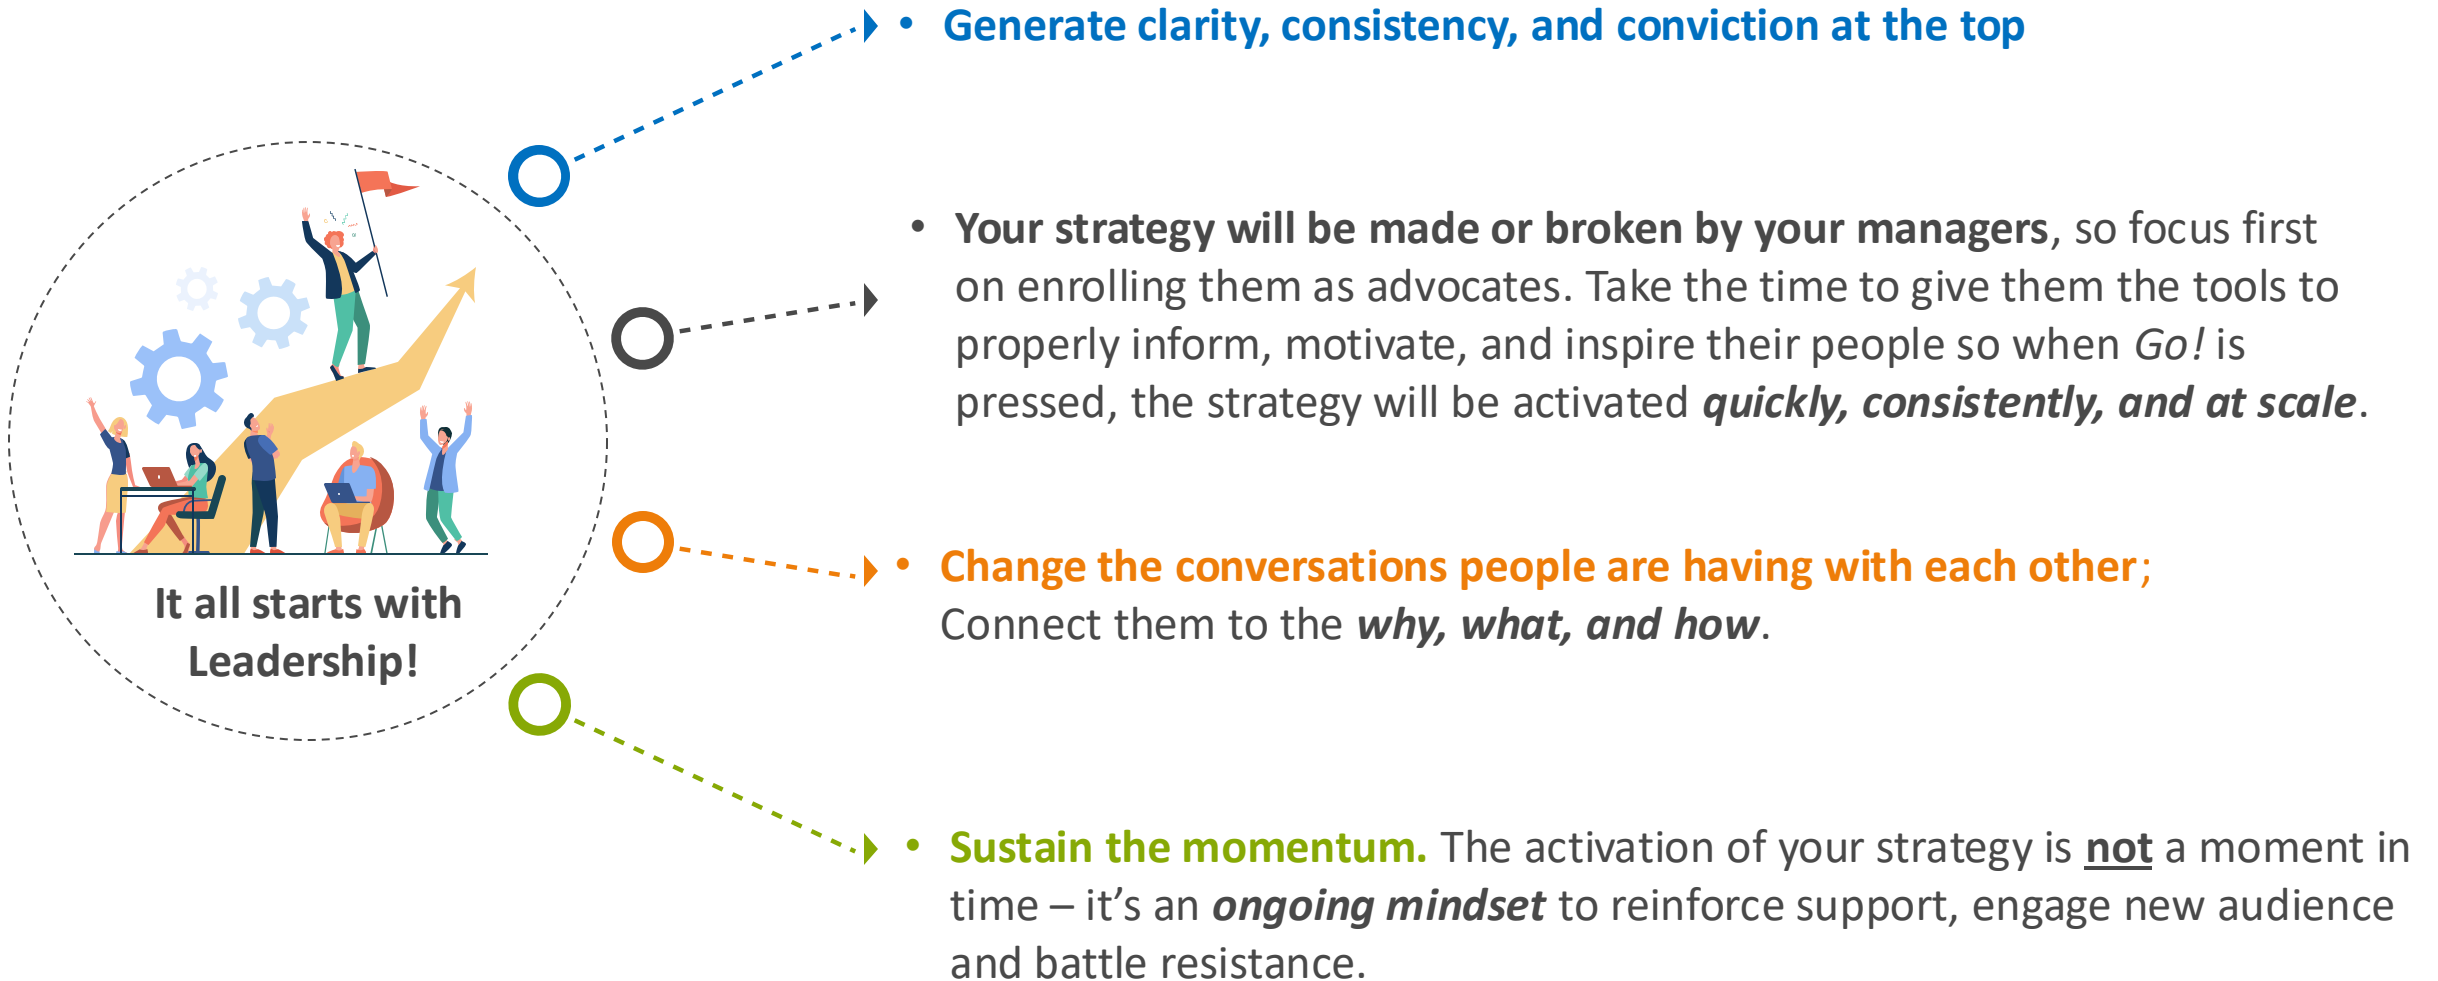 • Generate clarity, consistency, and conviction at the top
• Your strategy will be made or broken by your managers, so focus first
on enrolling them as advocates. Take the time to give them the tools to
properly inform, motivate, and inspire their people so when Go! is
pressed, the strategy will be activated quickly, consistently, and at scale.
• Change the conversations people are having with each other;
Connect them to the why, what, and how.
• Sustain the momentum. The activation of your strategy is not a moment in
time – it’s an ongoing mindset to reinforce support, engage new audience
and battle resistance.
It all starts with
Leadership!